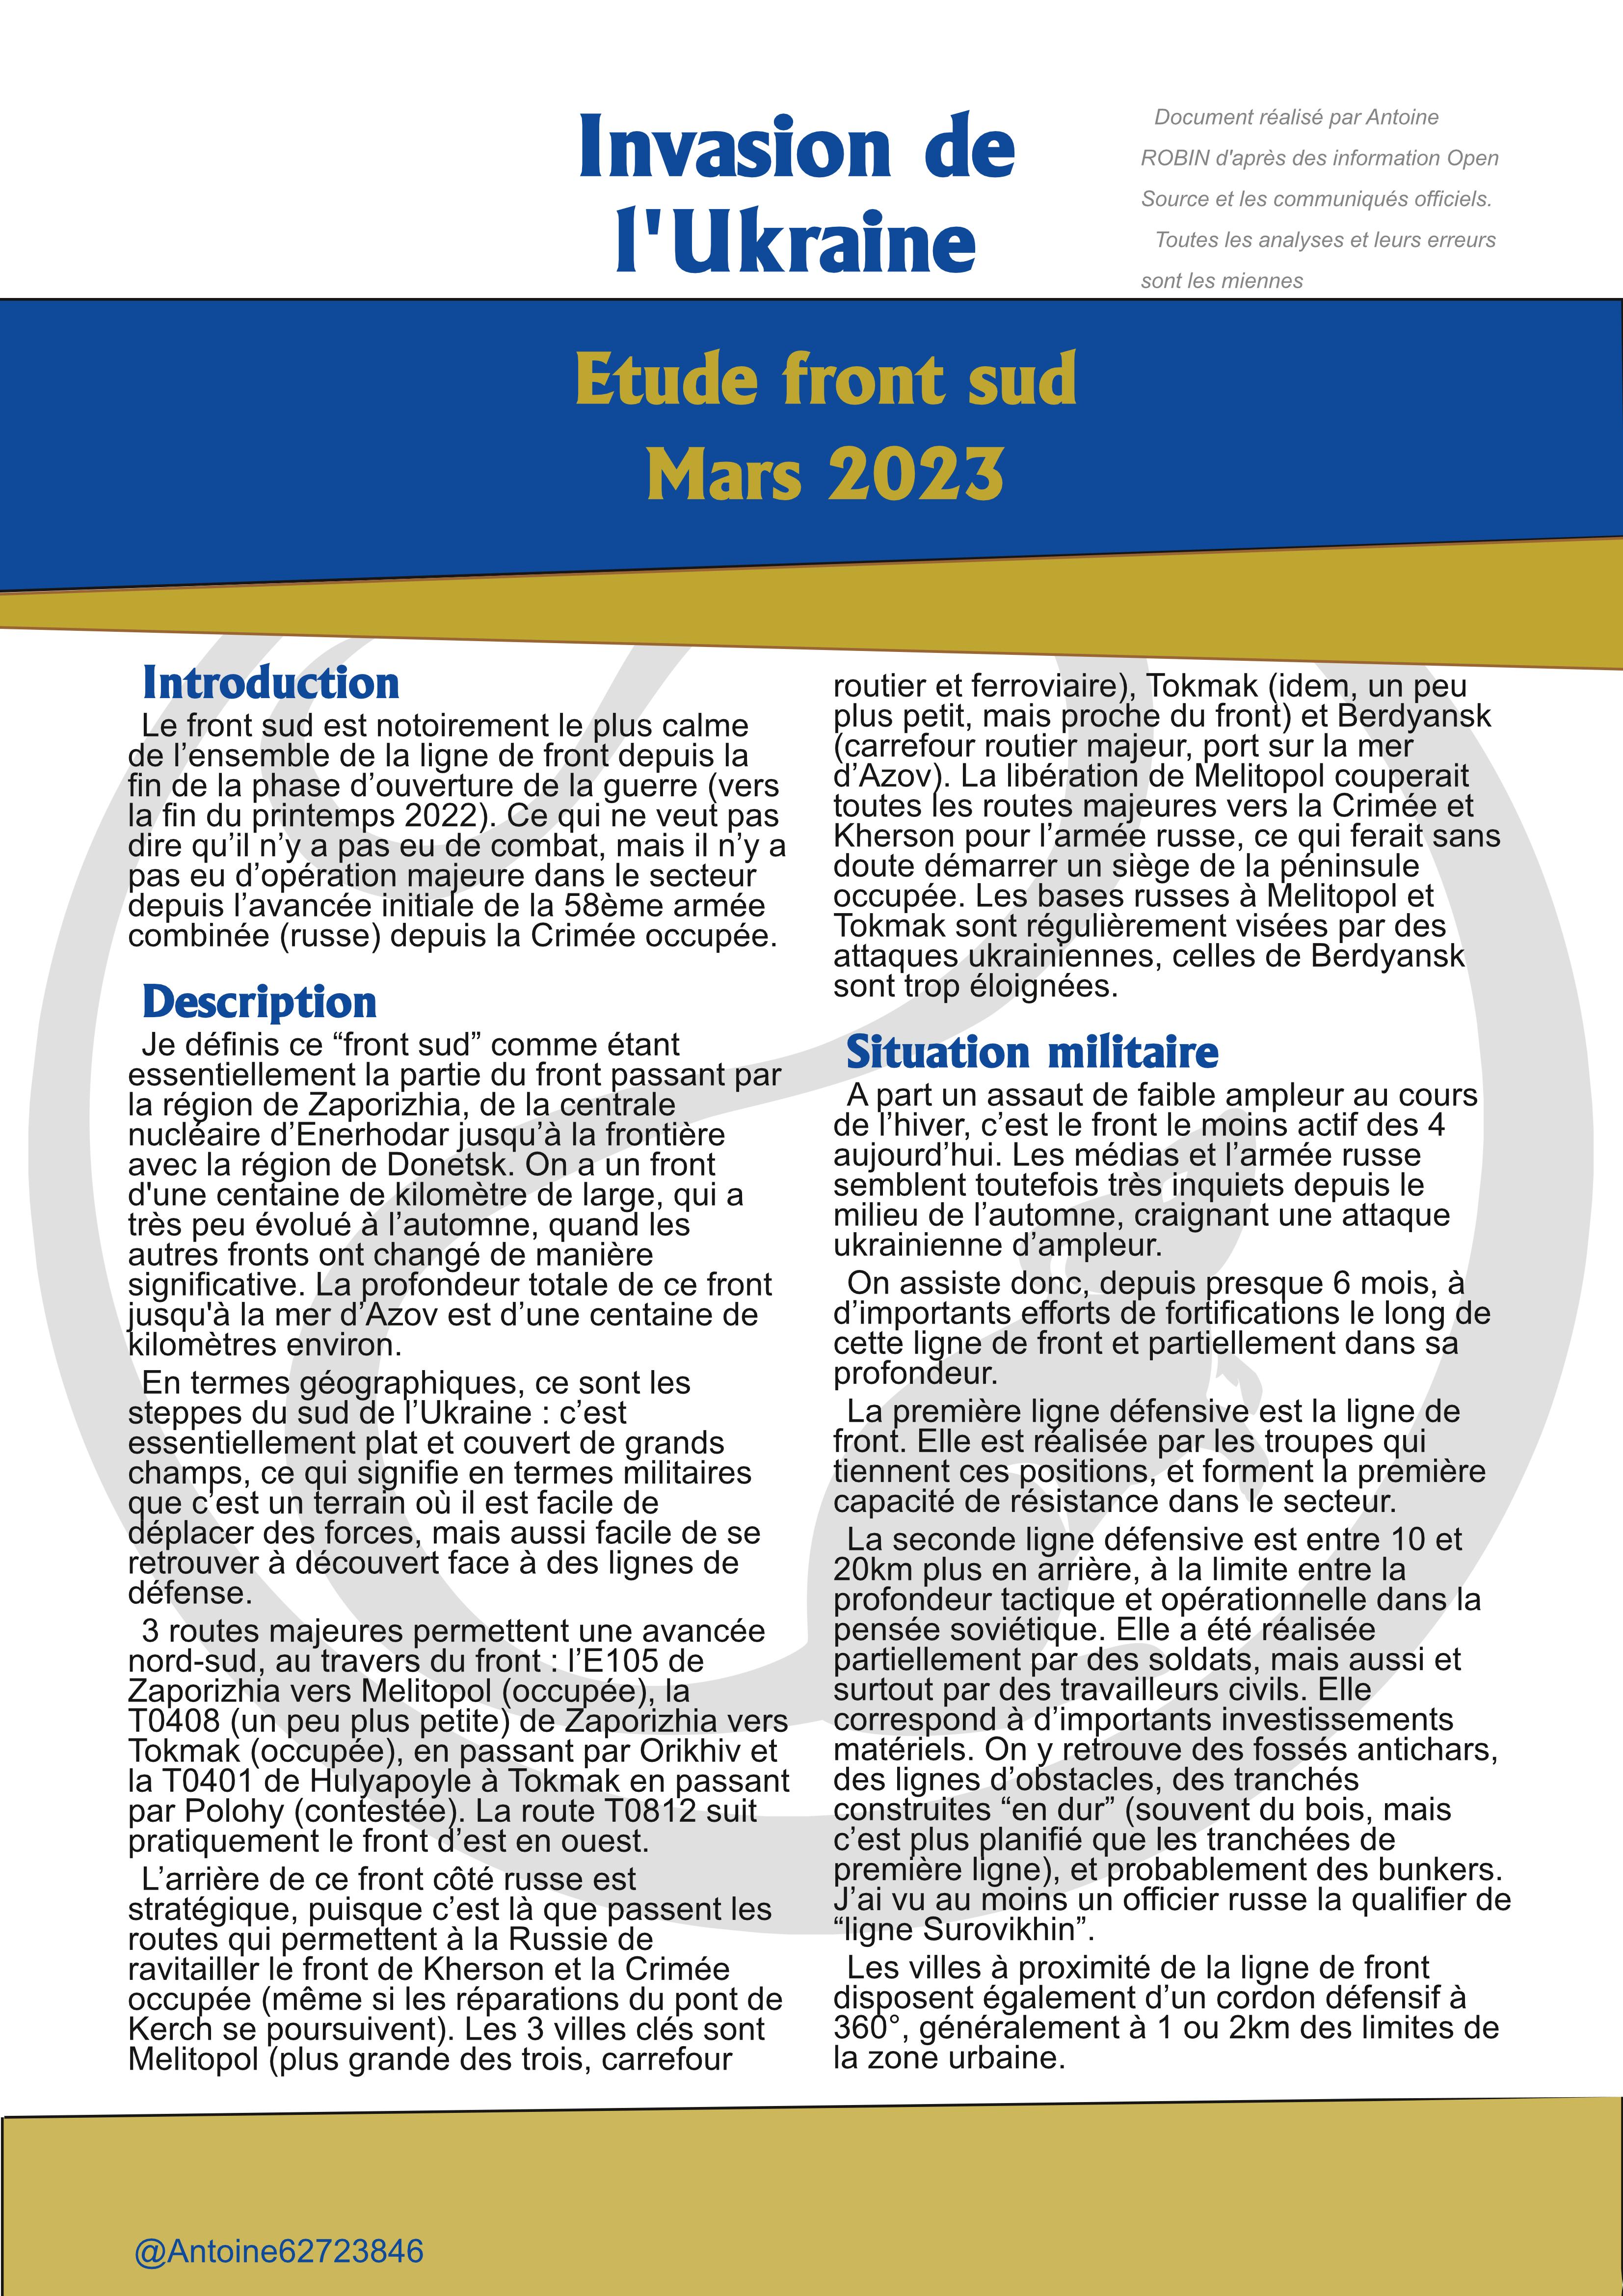 Invasion de
l'Ukraine
Document réalisé par Antoine
ROBIN d'après des information Open
Source et les communiqués officiels.
Toutes les analyses et leurs erreurs
sont les miennes
Etude front sud
Mars 2023
Introduction
Le front sud est notoirement le plus calme
de l’ensemble de la ligne de front depuis la
fin de la phase d’ouverture de la guerre (vers
la fin du printemps 2022). Ce qui ne veut pas
dire qu’il n’y a pas eu de combat, mais il n’y a
pas eu d’opération majeure dans le secteur
depuis l’avancée initiale de la 58ème armée
combinée (russe) depuis la Crimée occupée.
Description
Je définis ce “front sud” comme étant
essentiellement la partie du front passant par
la région de Zaporizhia, de la centrale
nucléaire d’Enerhodar jusqu’à la frontière
avec la région de Donetsk. On a un front
d'une centaine de kilomètre de large, qui a
très peu évolué à l’automne, quand les
autres fronts ont changé de manière
significative. La profondeur totale de ce front
jusqu'à la mer d’Azov est d’une centaine de
kilomètres environ.
En termes géographiques, ce sont les
steppes du sud de l’Ukraine : c’est
essentiellement plat et couvert de grands
champs, ce qui signifie en termes militaires
que c’est un terrain où il est facile de
déplacer des forces, mais aussi facile de se
retrouver à découvert face à des lignes de
défense.
3 routes majeures permettent une avancée
nord-sud, au travers du front : l’E105 de
Zaporizhia vers Melitopol (occupée), la
T0408 (un peu plus petite) de Zaporizhia vers
Tokmak (occupée), en passant par Orikhiv et
la T0401 de Hulyapoyle à Tokmak en passant
par Polohy (contestée). La route T0812 suit
pratiquement le front d’est en ouest.
L’arrière de ce front côté russe est
stratégique, puisque c’est là que passent les
routes qui permettent à la Russie de
ravitailler le front de Kherson et la Crimée
occupée (même si les réparations du pont de
Kerch se poursuivent). Les 3 villes clés sont
Melitopol (plus grande des trois, carrefour
routier et ferroviaire), Tokmak (idem, un peu
plus petit, mais proche du front) et Berdyansk
(carrefour routier majeur, port sur la mer
d’Azov). La libération de Melitopol couperait
toutes les routes majeures vers la Crimée et
Kherson pour l’armée russe, ce qui ferait sans
doute démarrer un siège de la péninsule
occupée. Les bases russes à Melitopol et
Tokmak sont régulièrement visées par des
attaques ukrainiennes, celles de Berdyansk
sont trop éloignées.
Situation militaire
A part un assaut de faible ampleur au cours
de l’hiver, c’est le front le moins actif des 4
aujourd’hui. Les médias et l’armée russe
semblent toutefois très inquiets depuis le
milieu de l’automne, craignant une attaque
ukrainienne d’ampleur.
On assiste donc, depuis presque 6 mois, à
d’importants efforts de fortifications le long de
cette ligne de front et partiellement dans sa
profondeur.
La première ligne défensive est la ligne de
front. Elle est réalisée par les troupes qui
tiennent ces positions, et forment la première
capacité de résistance dans le secteur.
La seconde ligne défensive est entre 10 et
20km plus en arrière, à la limite entre la
profondeur tactique et opérationnelle dans la
pensée soviétique. Elle a été réalisée
partiellement par des soldats, mais aussi et
surtout par des travailleurs civils. Elle
correspond à d’importants investissements
matériels. On y retrouve des fossés antichars,
des lignes d’obstacles, des tranchés
construites “en dur” (souvent du bois, mais
c’est plus planifié que les tranchées de
première ligne), et probablement des bunkers.
J’ai vu au moins un officier russe la qualifier de
“ligne Surovikhin”.
Les villes à proximité de la ligne de front
disposent également d’un cordon défensif à
360°, généralement à 1 ou 2km des limites de
la zone urbaine.
@Antoine62723846